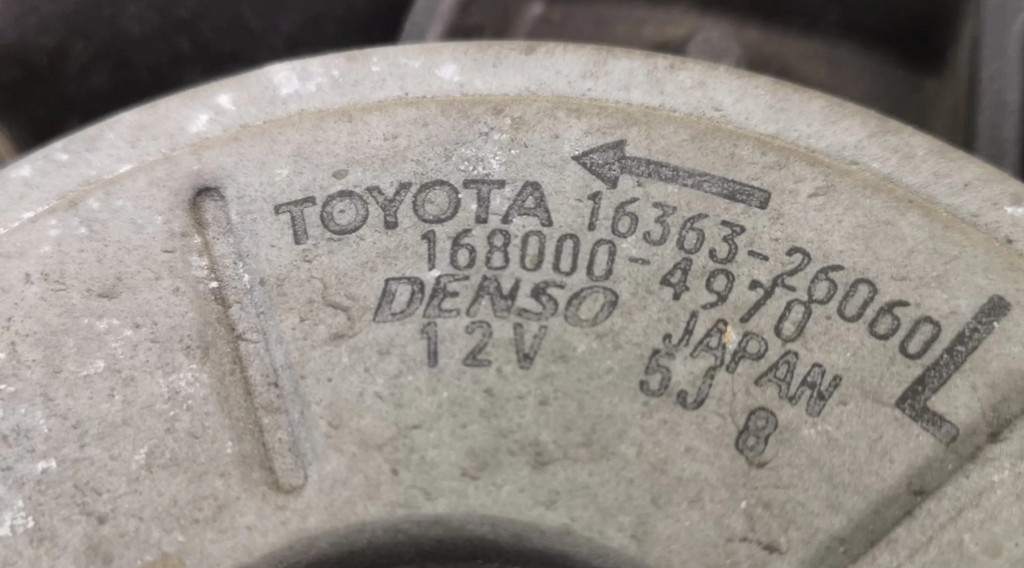 TOYOTA 16363-26060
168000-4970
DENSO JAPAN
12V 5J 8
L